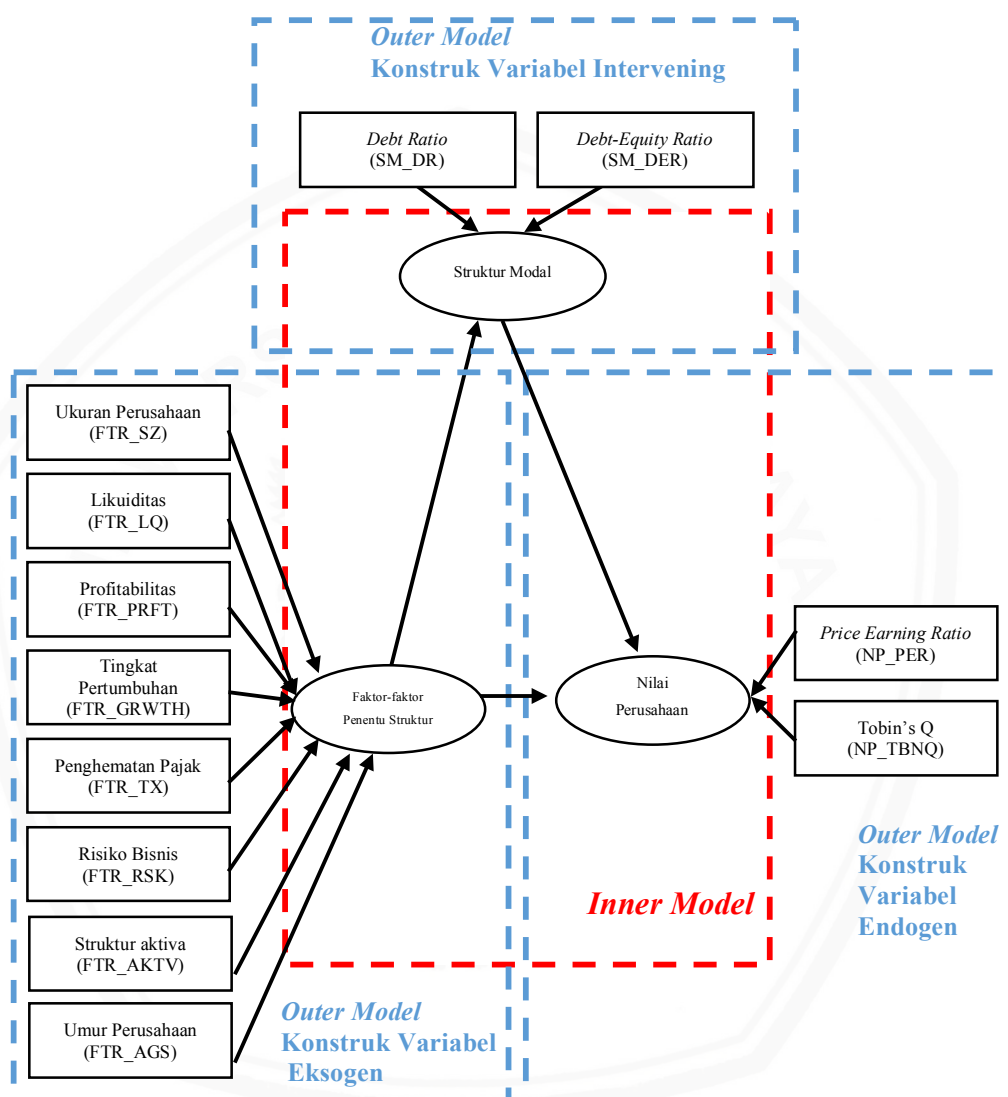 Outer Model
Konstruk Variabel Intervening
Debt Ratio
(SM_DR)
Debt-Equity Ratio
(SM_DER)
Struktur Modal
Ukuran Perusahaan
(FTR_SZ)
Likuiditas
(FTR_LQ)
Profitabilitas
(FTR_PRFT)
Tingkat
Pertumbuhan
(FTR_GRWTH)
Penghematan Pajak
(FTR_TX)
Risiko Bisnis
(FTR_RSK)
Struktur aktiva
(FTR_AKTV)
Umur Perusahaan
(FTR_AGS)
Faktor-faktor
Penentu Struktur
Nilai
Perusahaan
Price Earning Ratio
(NP_PER)
Tobin’s Q
(NP_TBNQ)
Inner Model
Outer Model
Konstruk
Variabel
Endogen
Outer Model
Konstruk Variabel
Eksogen